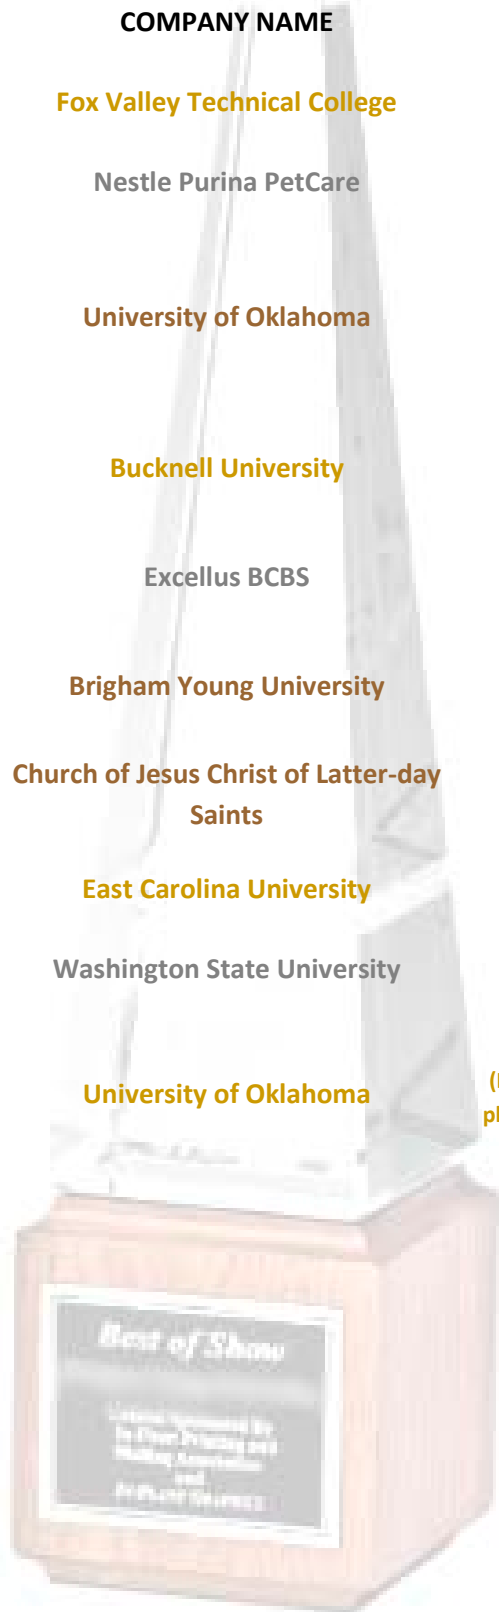 COMPANY NAME
Fox Valley Technical College
Nestle Purina PetCare
University of Oklahoma
Bucknell University
Excellus BCBS
Brigham Young University
Church of Jesus Christ of Latter-day
Saints
East Carolina University
Washington State University
University of Oklahoma
Best of Show
and